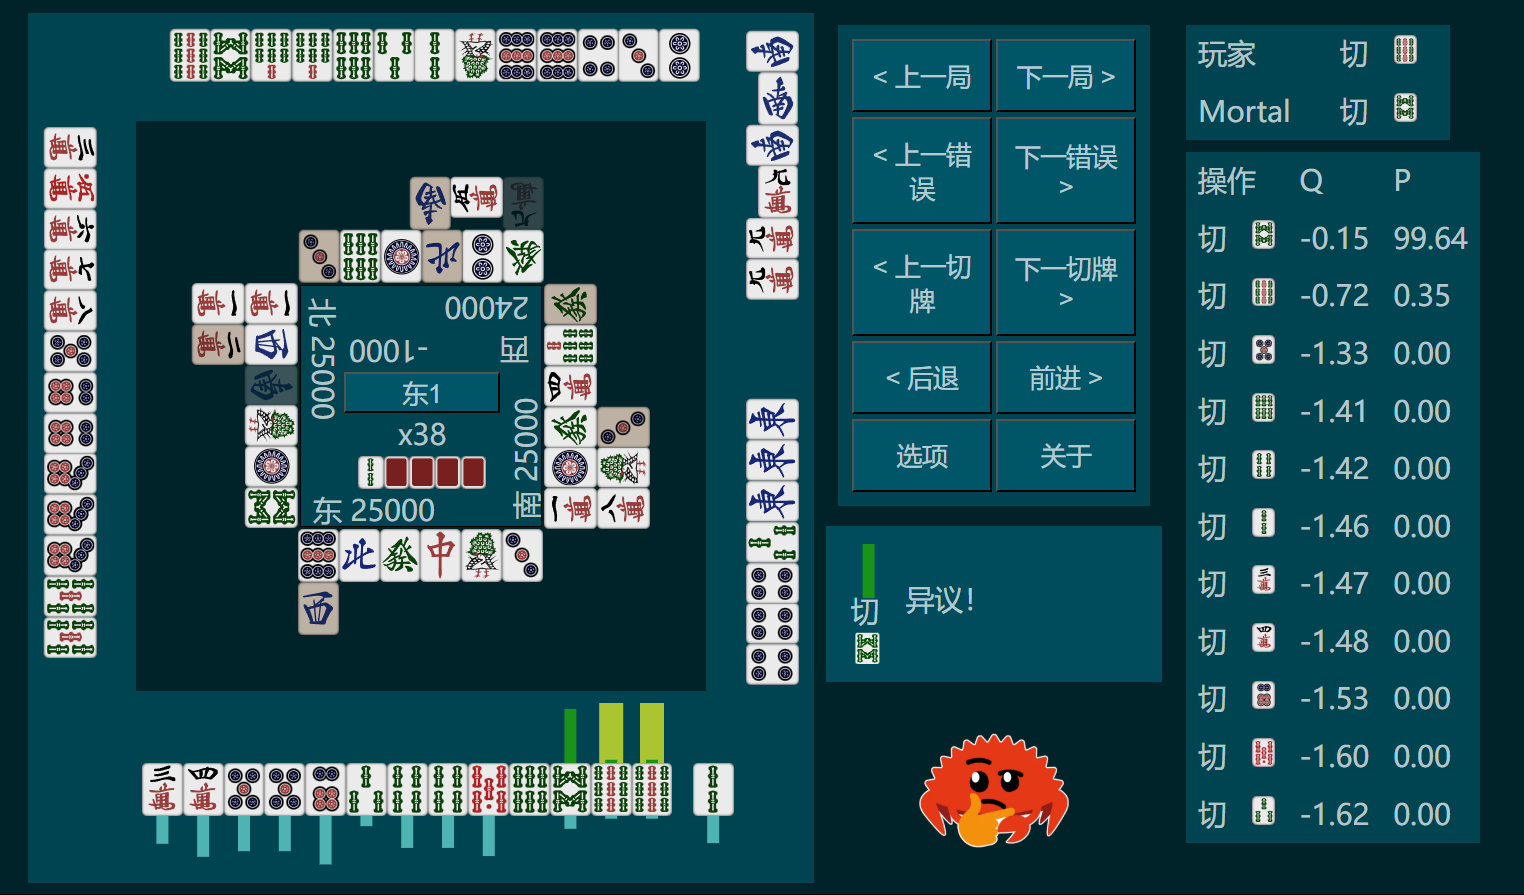 北 25000
24000
西
-1000
东1
x38
东 25000
南 25000
< 上一局
下一局 >
< 上一错
误
下一错误
>
< 上一切
牌
下一切牌
>
< 后退
前进 >
选项
关于
切
异议!
玩家 切
Mortal 切
操作 Q P
切 -0.15 99.64
切 -0.72 0.35
切 -1.33 0.00
切 -1.41 0.00
切 -1.42 0.00
切 -1.46 0.00
切 -1.47 0.00
切 -1.48 0.00
切 -1.53 0.00
切 -1.60 0.00
切 -1.62 0.00